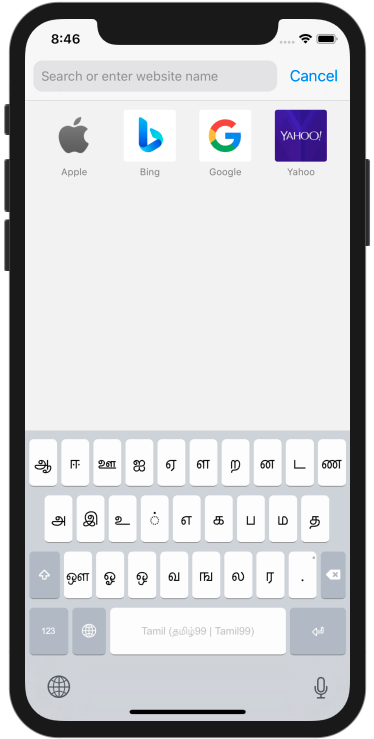 8:46
Search or enter website name Cancel
YAHOO!
Apple Bing Google Yahoo
ஆ ஈ ஊ ஐ ஏ ள ற ன ட ண
அ இ உ ் எ க ப ம த
ஔ ஓ ஒ வ ங ல ர .
123 Tamil (தமிழ்99 | Tamil99)